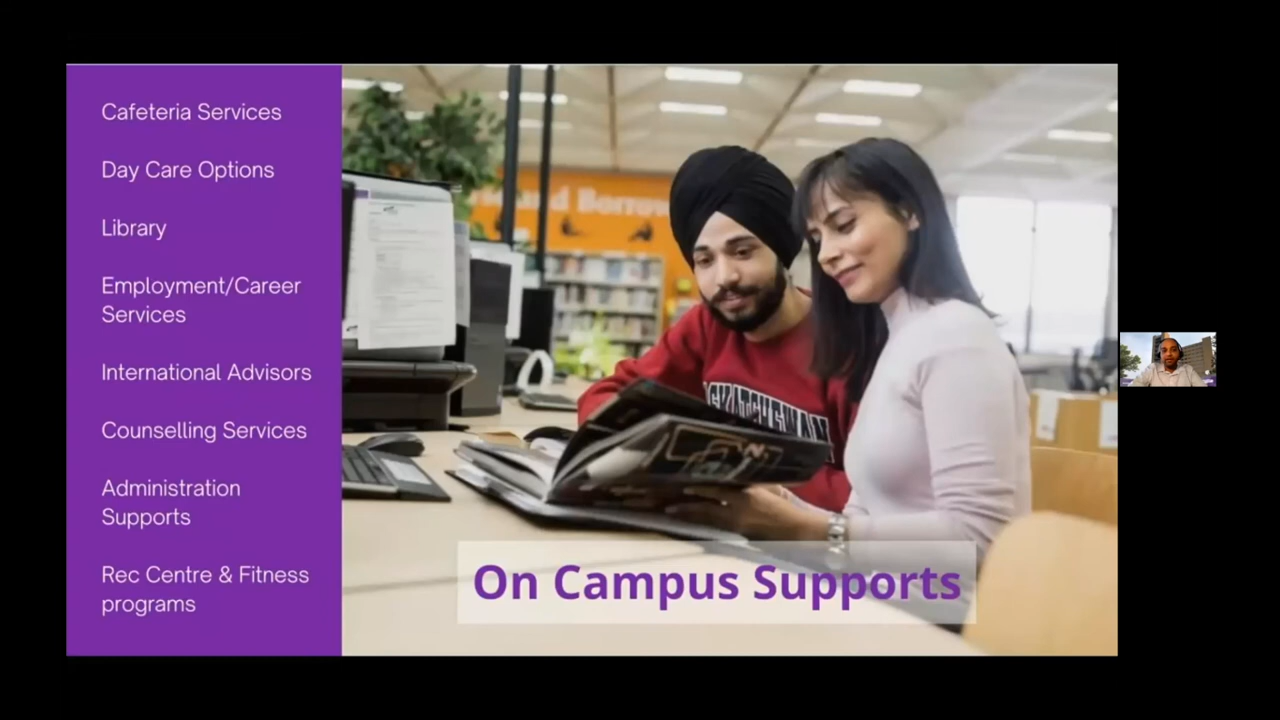 Cafeteria Services
Day Care Options
Library
Employment/Career
Services
International Advisors
Counselling Services
Administration
Supports
Rec Centre & Fitness
programs
On Campus Supports